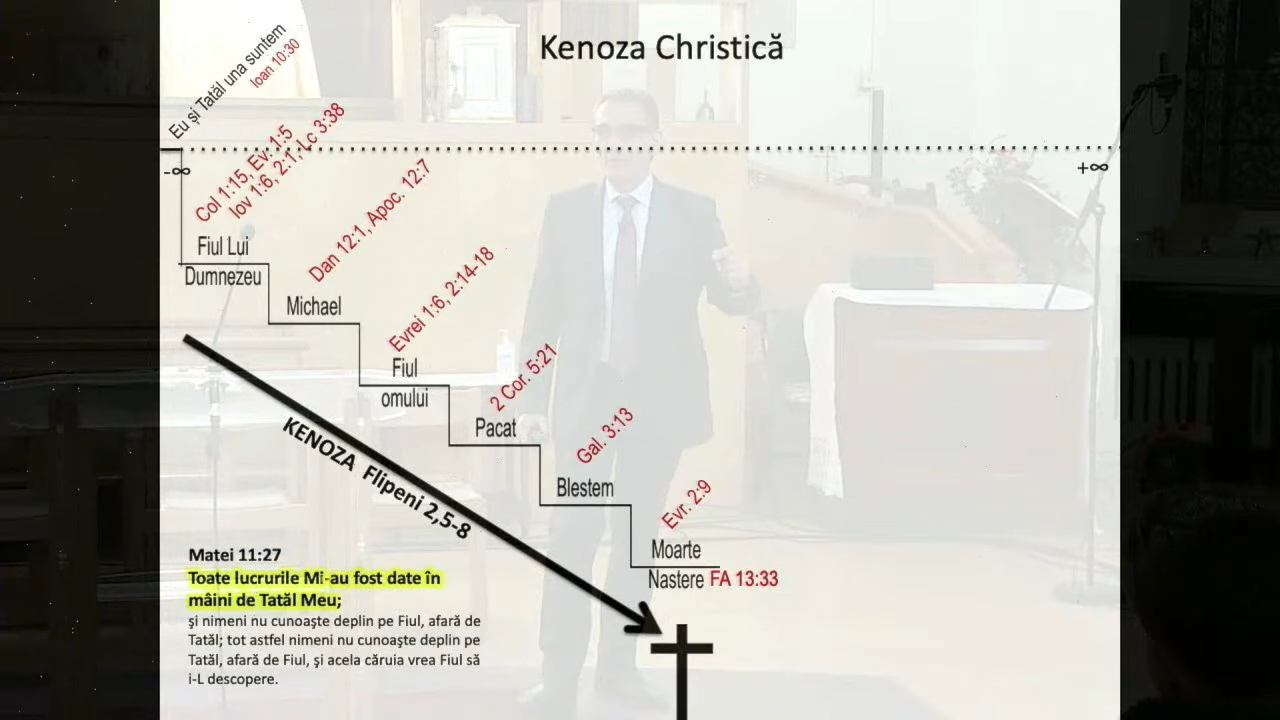 Kenoza Christică
Eu și Tatăl una suntem
Ioan 10:30
-∞
+∞
Col 1:15, Ev. 1:5
Iov 1:6, 2:1, Lc 3:38
Fiul Lui
Dumnezeu
Dan 12:1, Apoc. 12:7
Michael
Evrei 1:6, 2:14-18
Fiul
omului
2 Cor. 5:21
Pacat
Gal. 3:13
Blestem
Evr. 2:9
Moarte
Nastere FA 13:33
KENOZA Flipeni 2,5-8
Matei 11:27
Toate lucrurile Mi-au fost date în
mâini de Tatăl Meu;
și nimeni nu cunoaşte deplin pe Fiul, afară de
Tatăl; tot astfel nimeni nu cunoaşte deplin pe
Tatăl, afară de Fiul, şi acela căruia vrea Fiul să
i-L descopere.